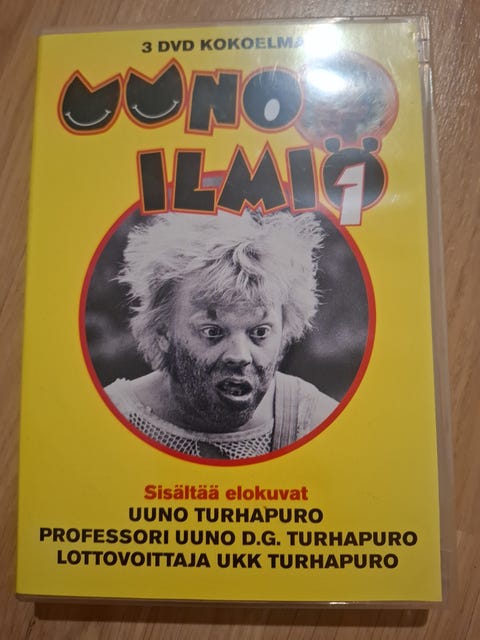 3 DVD KOKOELMA
UUNO
ILMIÖ
1
Sisältää elokuvat
UUNO TURHAPURO
PROFESSORI UUNO D.G. TURHAPURO
LOTTOVOITTAJA UKK TURHAPURO